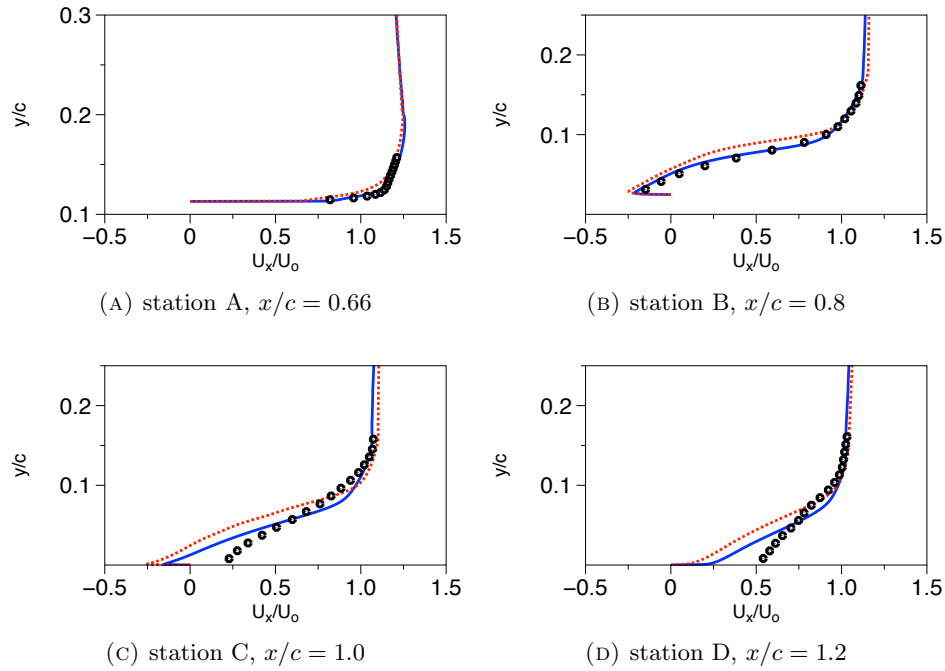 0.3
0.2
0.1
y/c
−0.5 0 0.5 1.0 1.5
Uₓ/Uₒ
(A) station A, x/c = 0.66
0.2
0.1
y/c
−0.5 0 0.5 1.0 1.5
Uₓ/Uₒ
(B) station B, x/c = 0.8
0.2
0.1
y/c
−0.5 0 0.5 1.0 1.5
Uₓ/Uₒ
(C) station C, x/c = 1.0
0.2
0.1
y/c
−0.5 0 0.5 1.0 1.5
Uₓ/Uₒ
(D) station D, x/c = 1.2